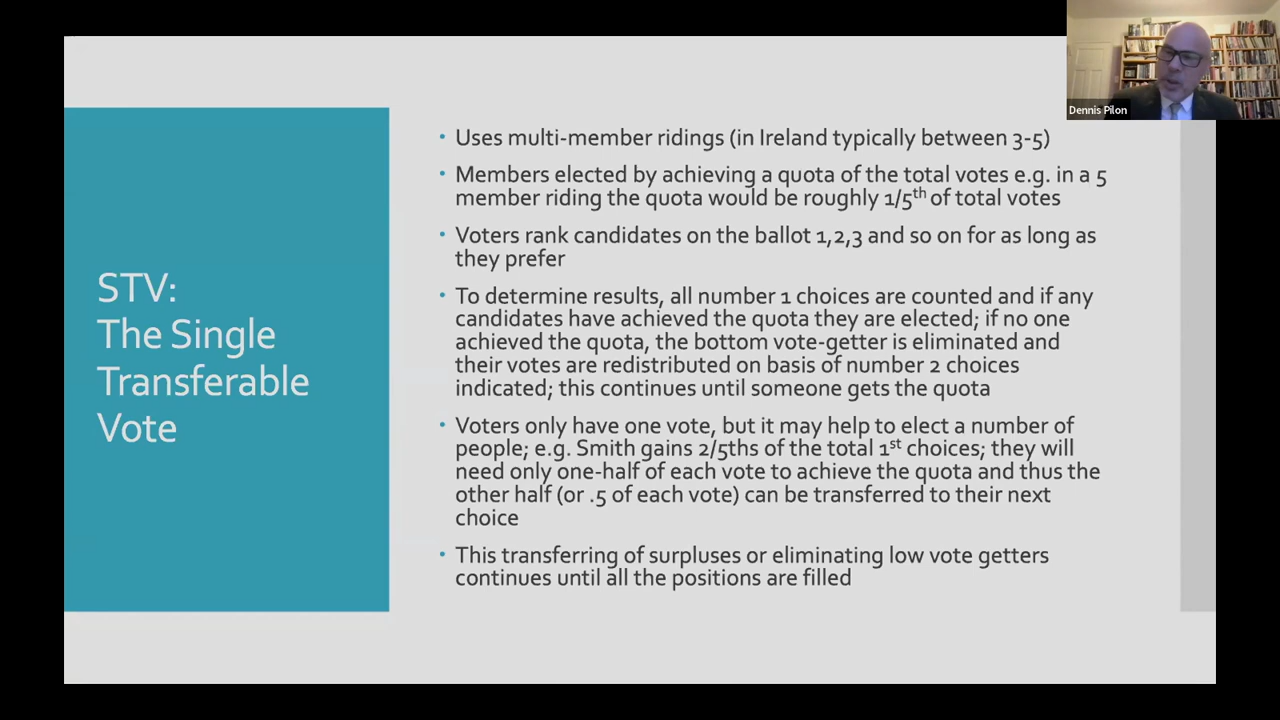 STV:
The Single
Transferable
Vote
• Uses multi-member ridings (in Ireland typically between 3-5)
• Members elected by achieving a quota of the total votes e.g. in a 5
member riding the quota would be roughly 1/5th of total votes
• Voters rank candidates on the ballot 1,2,3 and so on for as long as
they prefer
• To determine results, all number 1 choices are counted and if any
candidates have achieved the quota they are elected; if no one
achieved the quota, the bottom vote-getter is eliminated and
their votes are redistributed on basis of number 2 choices
indicated; this continues until someone gets the quota
• Voters only have one vote, but it may help to elect a number of
people; e.g. Smith gains 2/5ths of the total 1st choices; they will
need only one-half of each vote to achieve the quota and thus the
other half (or .5 of each vote) can be transferred to their next
choice
• This transferring of surpluses or eliminating low vote getters
continues until all the positions are filled
Dennis Pilon